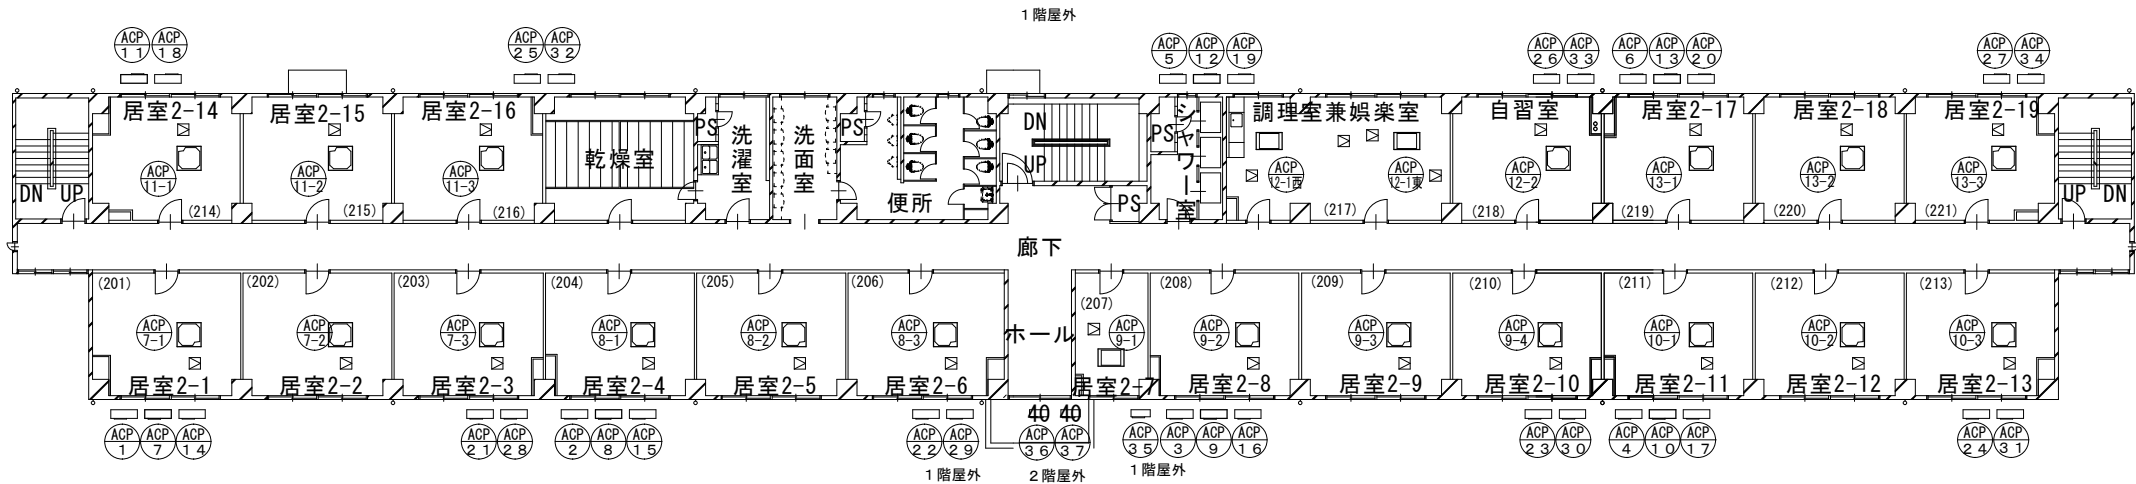 １階屋外
ACP 11
ACP 18
ACP 25
ACP 32
ACP 5
ACP 12
ACP 19
ACP 26
ACP 33
ACP 6
ACP 13
ACP 20
ACP 27
ACP 34
居室2-14
居室2-15
居室2-16
乾燥室
PS
洗濯室
洗面室
PS
便所
DN
UP
PS
PS
シャワー室
調理室兼娯楽室
自習室
居室2-17
居室2-18
居室2-19
DN UP
UP DN
ACP 11-1
ACP 11-2
ACP 11-3
ACP 12-1西
ACP 12-1東
ACP 12-2
ACP 13-1
ACP 13-2
ACP 13-3
(214)
(215)
(216)
(217)
(218)
(219)
(220)
(221)
廊下
(201)
(202)
(203)
(204)
(205)
(206)
(207)
(208)
(209)
(210)
(211)
(212)
(213)
ACP 7-1
ACP 7-2
ACP 7-3
ACP 8-1
ACP 8-2
ACP 8-3
ホール
ACP 9-1
ACP 9-2
ACP 9-3
ACP 9-4
ACP 10-1
ACP 10-2
ACP 10-3
居室2-1
居室2-2
居室2-3
居室2-4
居室2-5
居室2-6
居室2-7
居室2-8
居室2-9
居室2-10
居室2-11
居室2-12
居室2-13
40 40
ACP 1
ACP 7
ACP 14
ACP 21
ACP 28
ACP 2
ACP 8
ACP 15
ACP 22
ACP 29
ACP 36
ACP 37
ACP 35
ACP 3
ACP 9
ACP 16
ACP 23
ACP 30
ACP 4
ACP 10
ACP 17
ACP 24
ACP 31
１階屋外
２階屋外
１階屋外